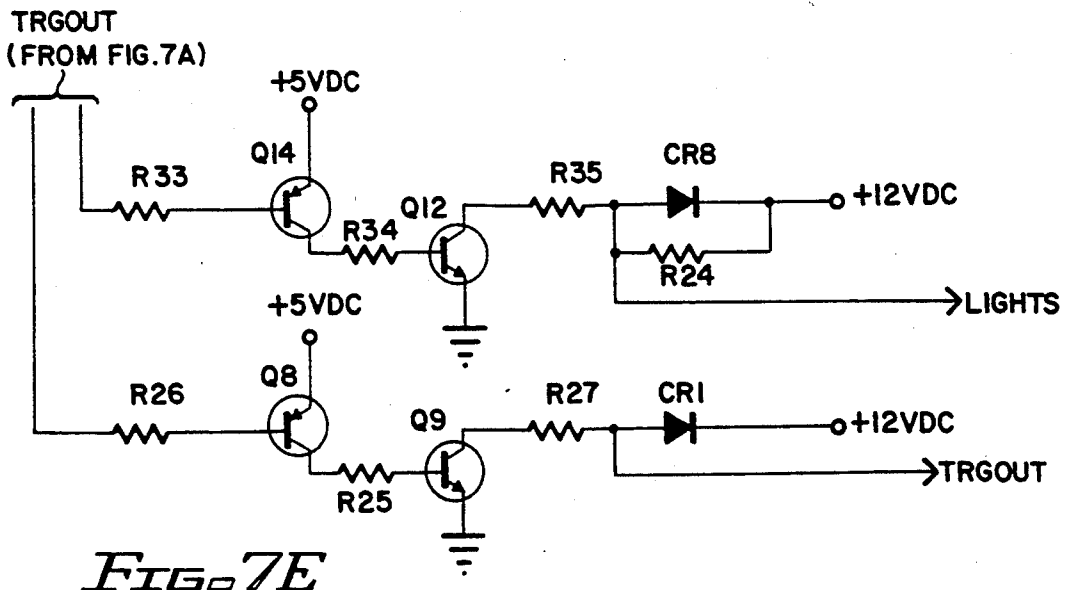 TRGOUT
(FROM FIG.7A)
+5VDC
Q14
CR8
R33
R35
Q12
+12VDC
R34
R24
LIGHTS
+5VDC
Q8
R26
R27
CR1
Q9
+12VDC
R25
TRGOUT
FIG. 7E